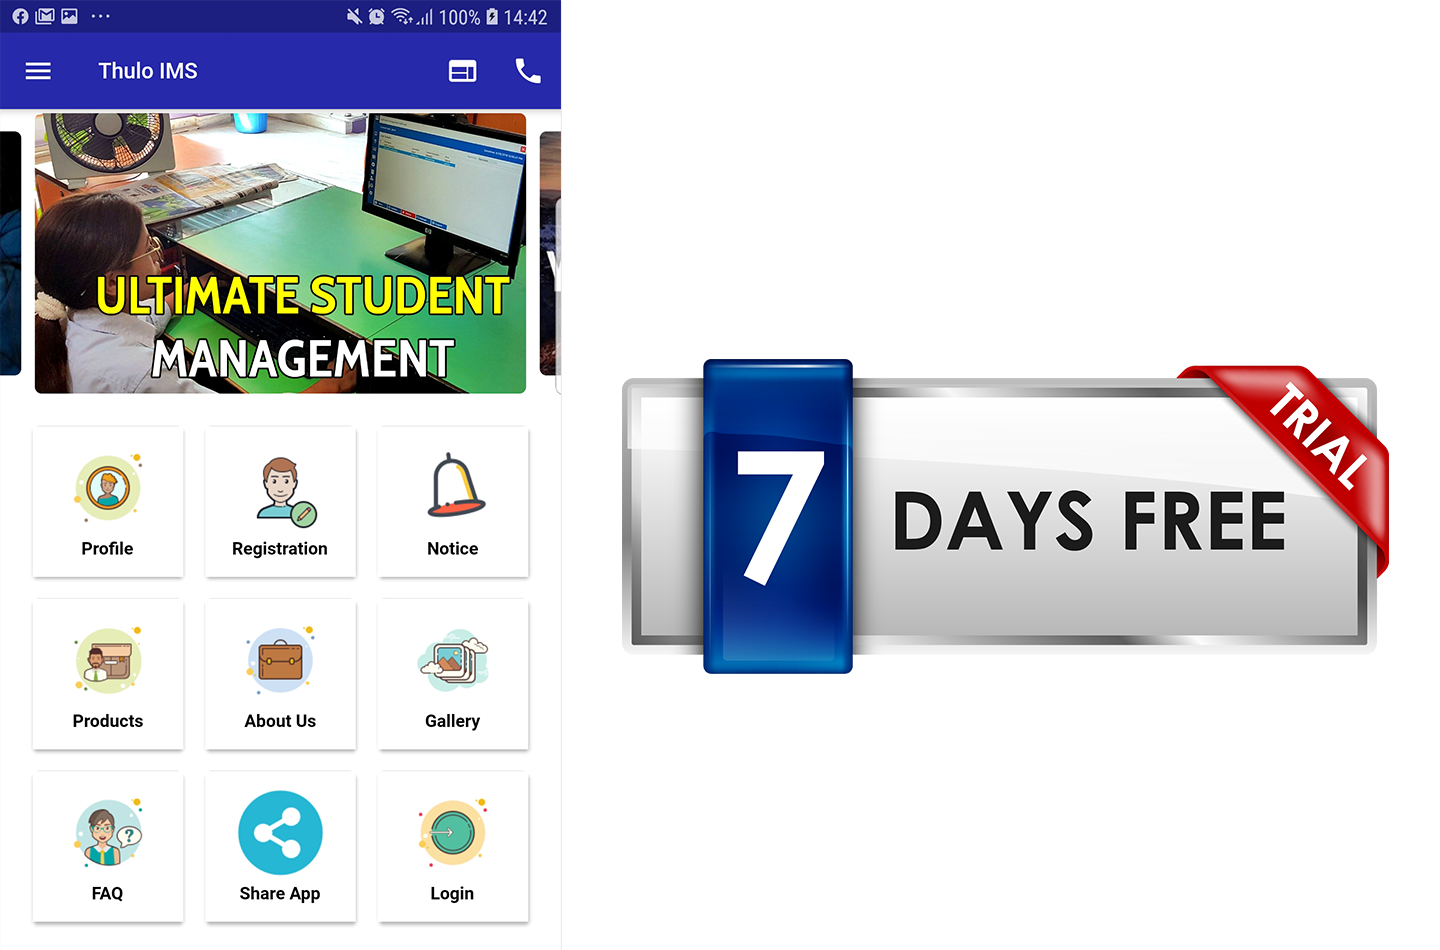 100% 14:42
Thulo IMS
ULTIMATE STUDENT
MANAGEMENT
Profile
Registration
Notice
Products
About Us
Gallery
FAQ
Share App
Login
7
DAYS FREE
TRIAL